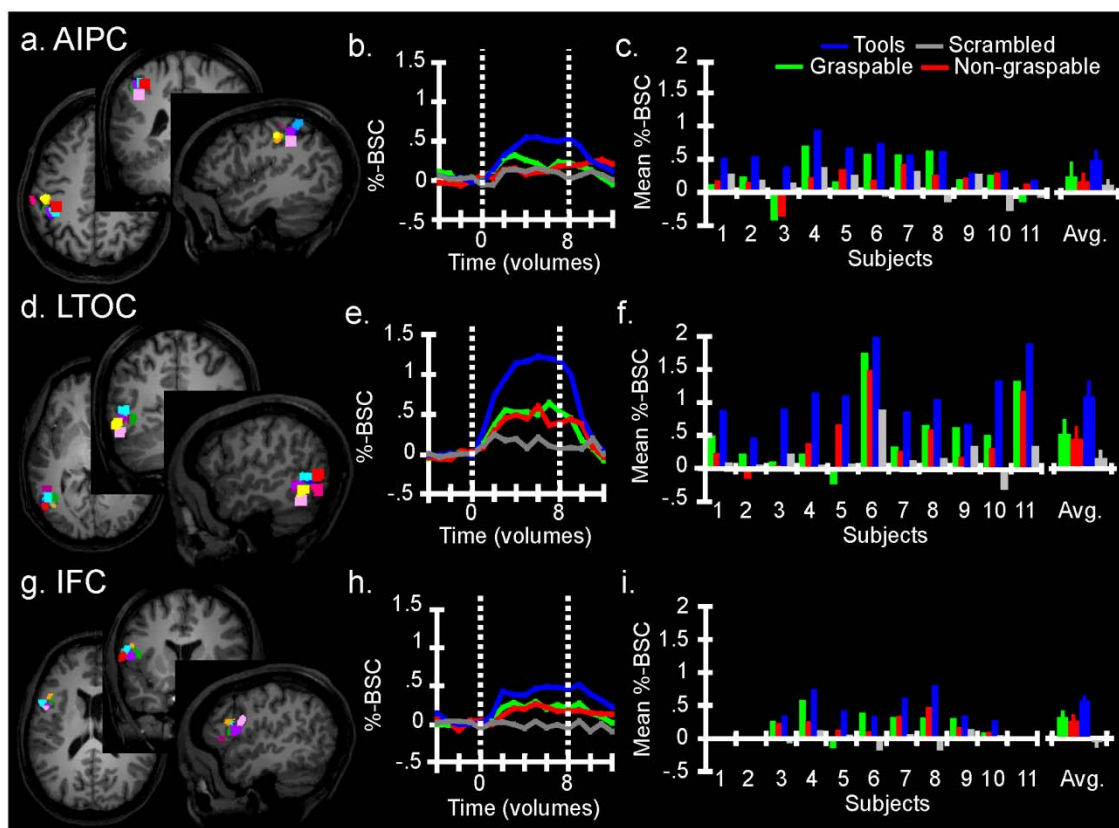 a. AIPC
b.
%-BSC
1.5
1
.5
0
-.5
0
8
Time (volumes)
c.
Mean %-BSC
2
1.5
1
.5
0
-.5
Tools
Scrambled
Graspable
Non-graspable
1 2 3 4 5 6 7 8 9 10 11 Avg.
Subjects
d. LTOC
e.
%-BSC
1.5
1
.5
0
-.5
0
8
Time (volumes)
f.
Mean %-BSC
2
1.5
1
.5
0
-.5
1 2 3 4 5 6 7 8 9 10 11 Avg.
Subjects
g. IFC
h.
%-BSC
1.5
1
.5
0
-.5
0
8
Time (volumes)
i.
Mean %-BSC
2
1.5
1
.5
0
-.5
1 2 3 4 5 6 7 8 9 10 11 Avg.
Subjects